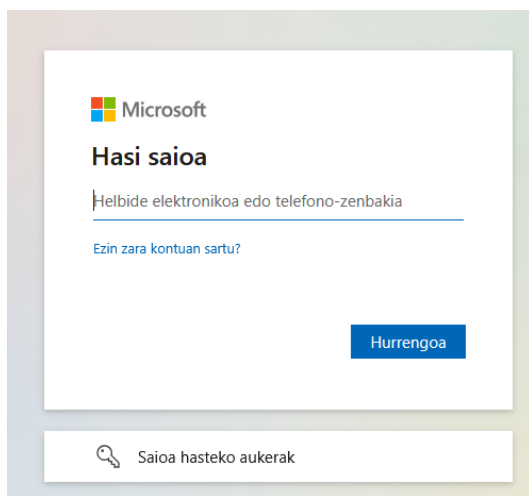 Microsoft
Hasi saioa
Helbide elektronikoa edo telefono-zenbakia
Ezin zara kontuan sartu?
Hurrengoa
Saioa hasteko aukerak